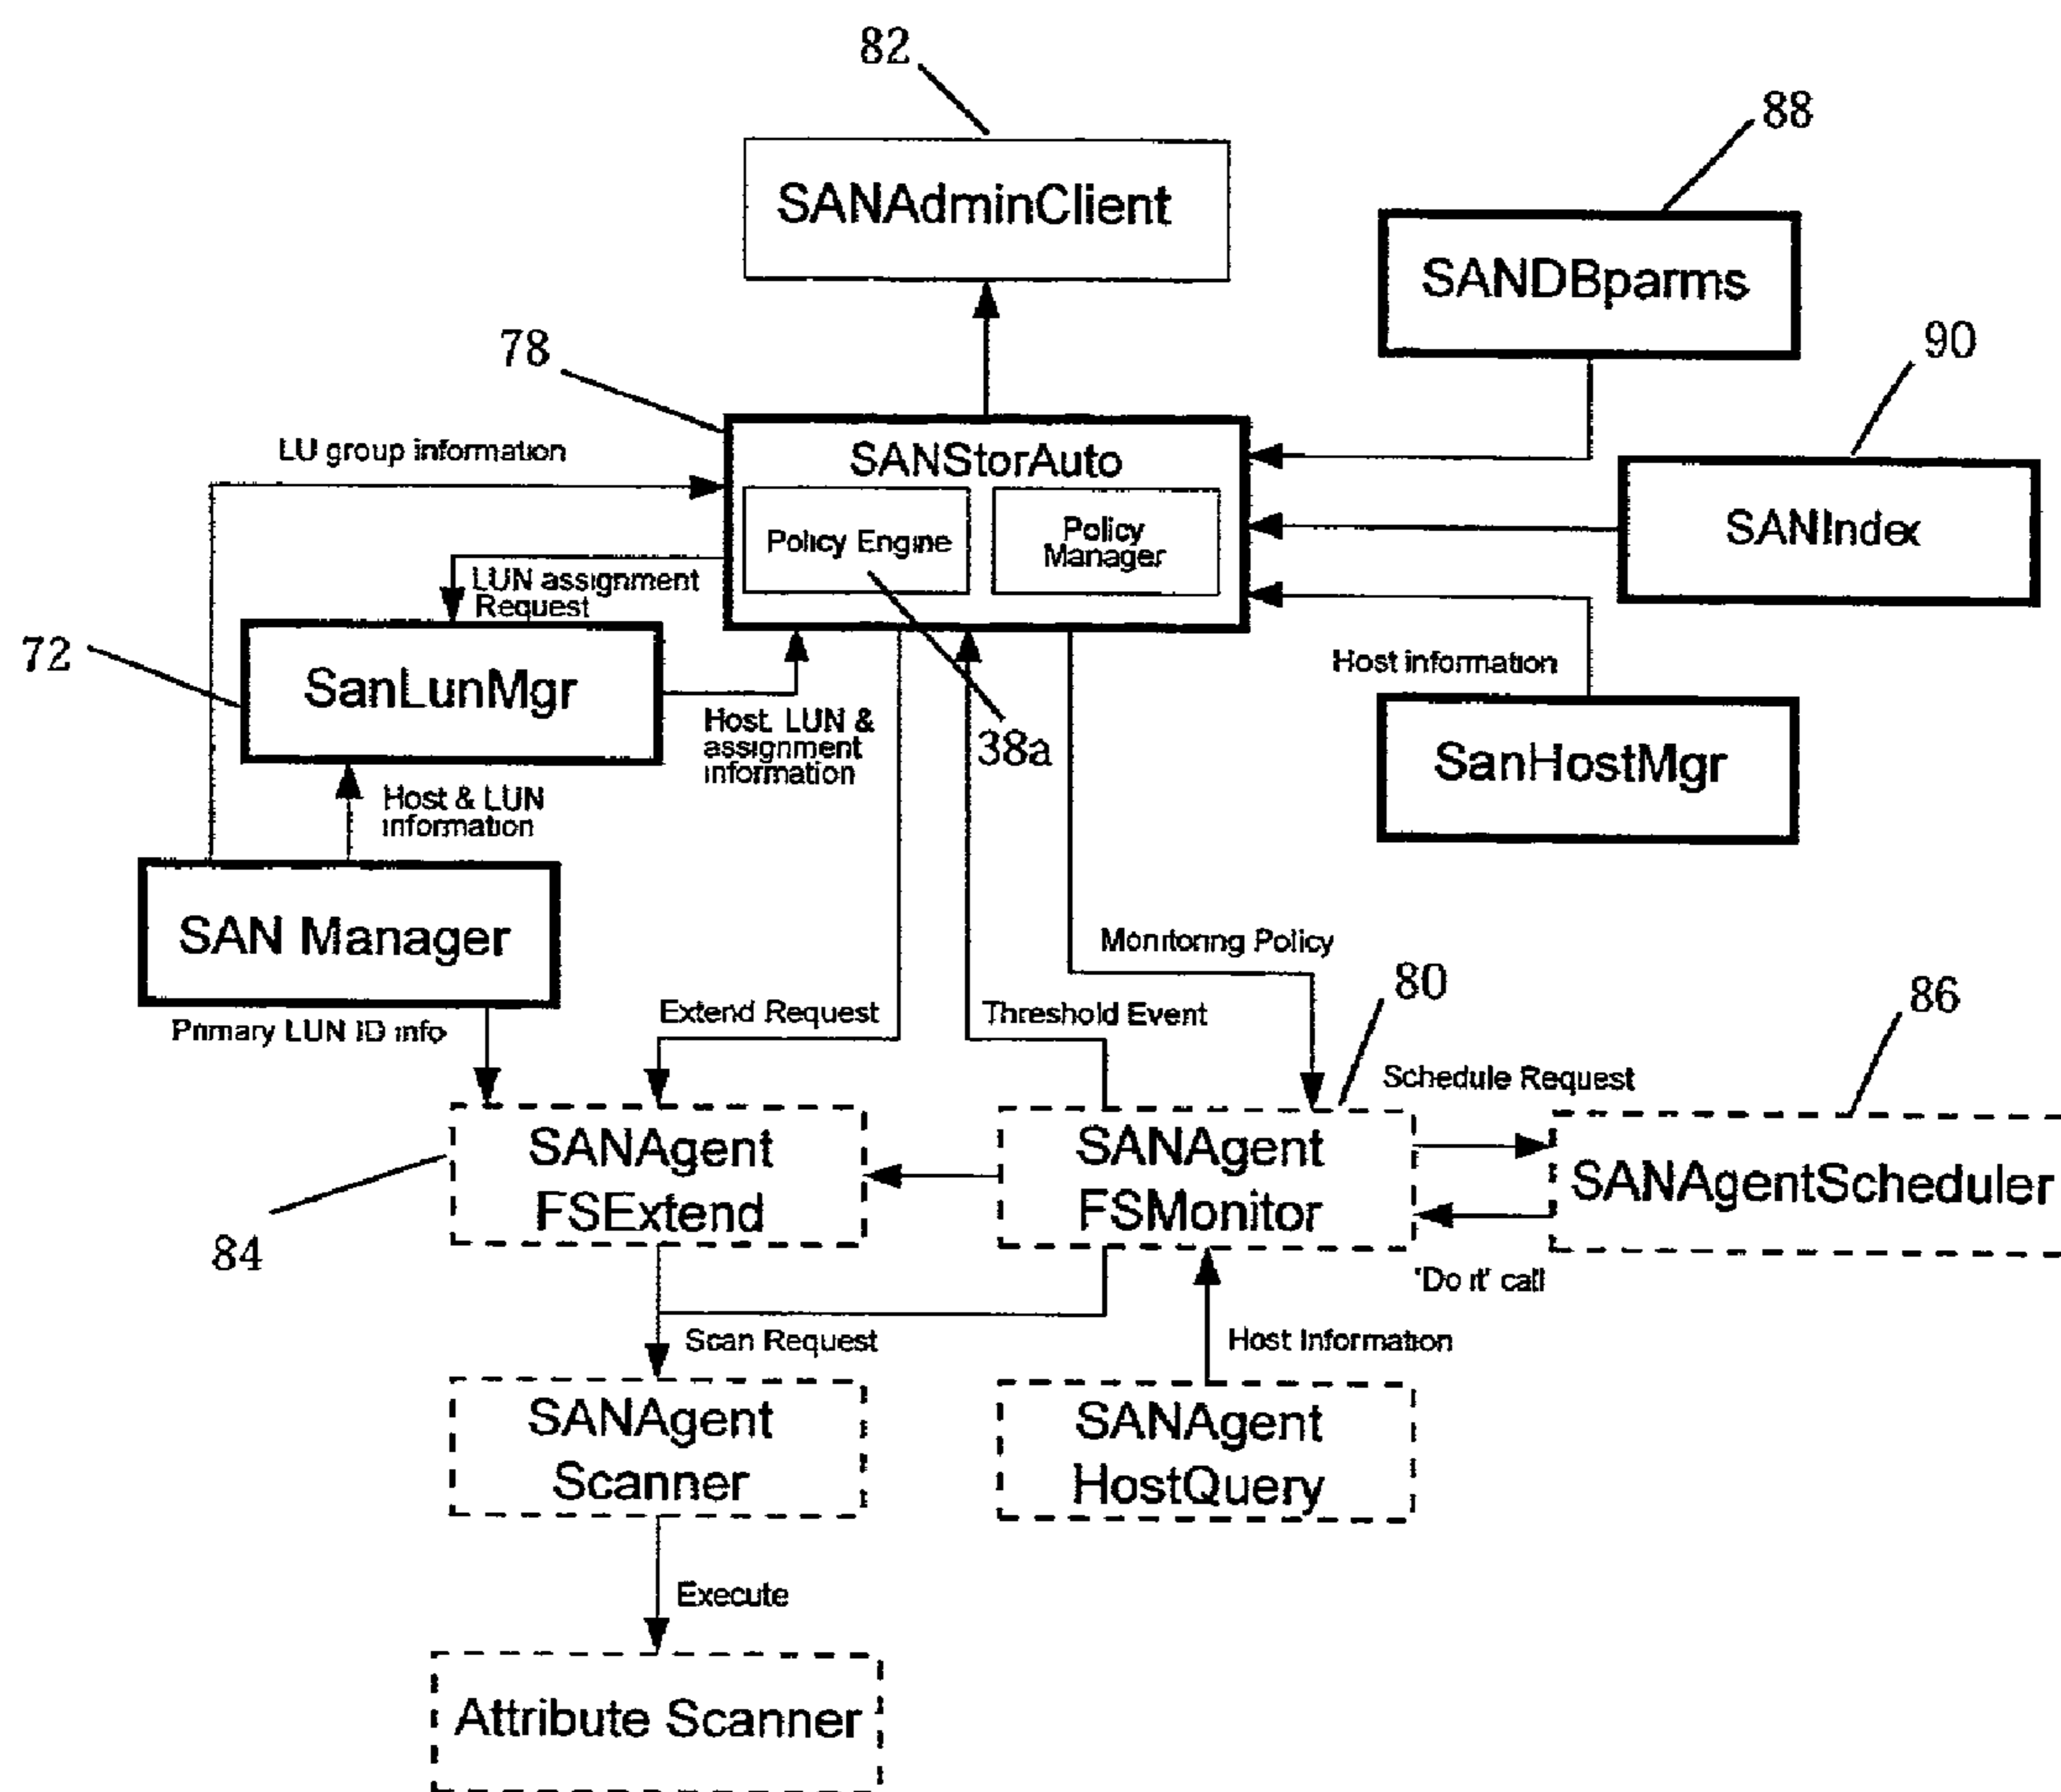 82
88
SANAdminClient
SANDBparms
78
90
LU group information
SANStorAuto
Policy Engine
Policy
Manager
SANIndex
LUN assignment
Request
72
SanLunMgr
Host information
Host. LUN &
assignment
information
38a
SanHostMgr
Host & LUN
information
SAN Manager
Monitoring Policy
80
86
Primary LUN ID info
Extend Request
Threshold Event
Schedule Request
SANAgent
FSExtend
SANAgent
FSMonitor
SANAgentScheduler
84
'Do it' call
Scan Request
Host Information
SANAgent
Scanner
SANAgent
HostQuery
Execute
Attribute Scanner